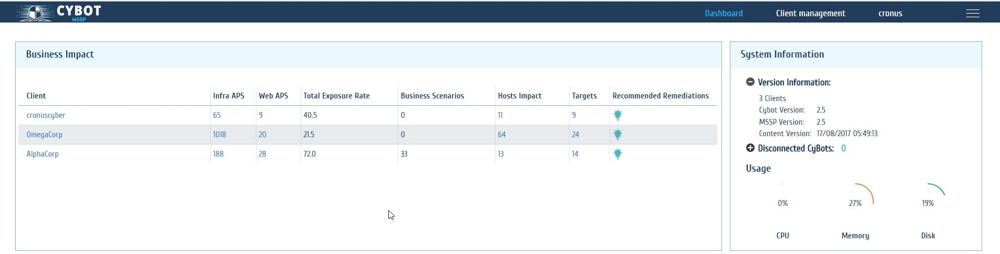 CYBOT
MSSP
Dashboard Client management cronus
Business Impact
Client Infra APS Web APS Total Exposure Rate Business Scenarios Hosts Impact Targets Recommended Remediations
cronuscyber 65 9 40.5 0 11 9
OmegaCorp 1018 20 21.5 0 64 24
AlphaCorp 188 28 72.0 33 13 14
System Information
Version Information:
3 Clients
Cybot Version: 2.5
MSSP Version: 2.5
Content Version: 17/08/2017 05:49:13
Disconnected CyBots: 0
Usage
0% 27% 19%
CPU Memory Disk